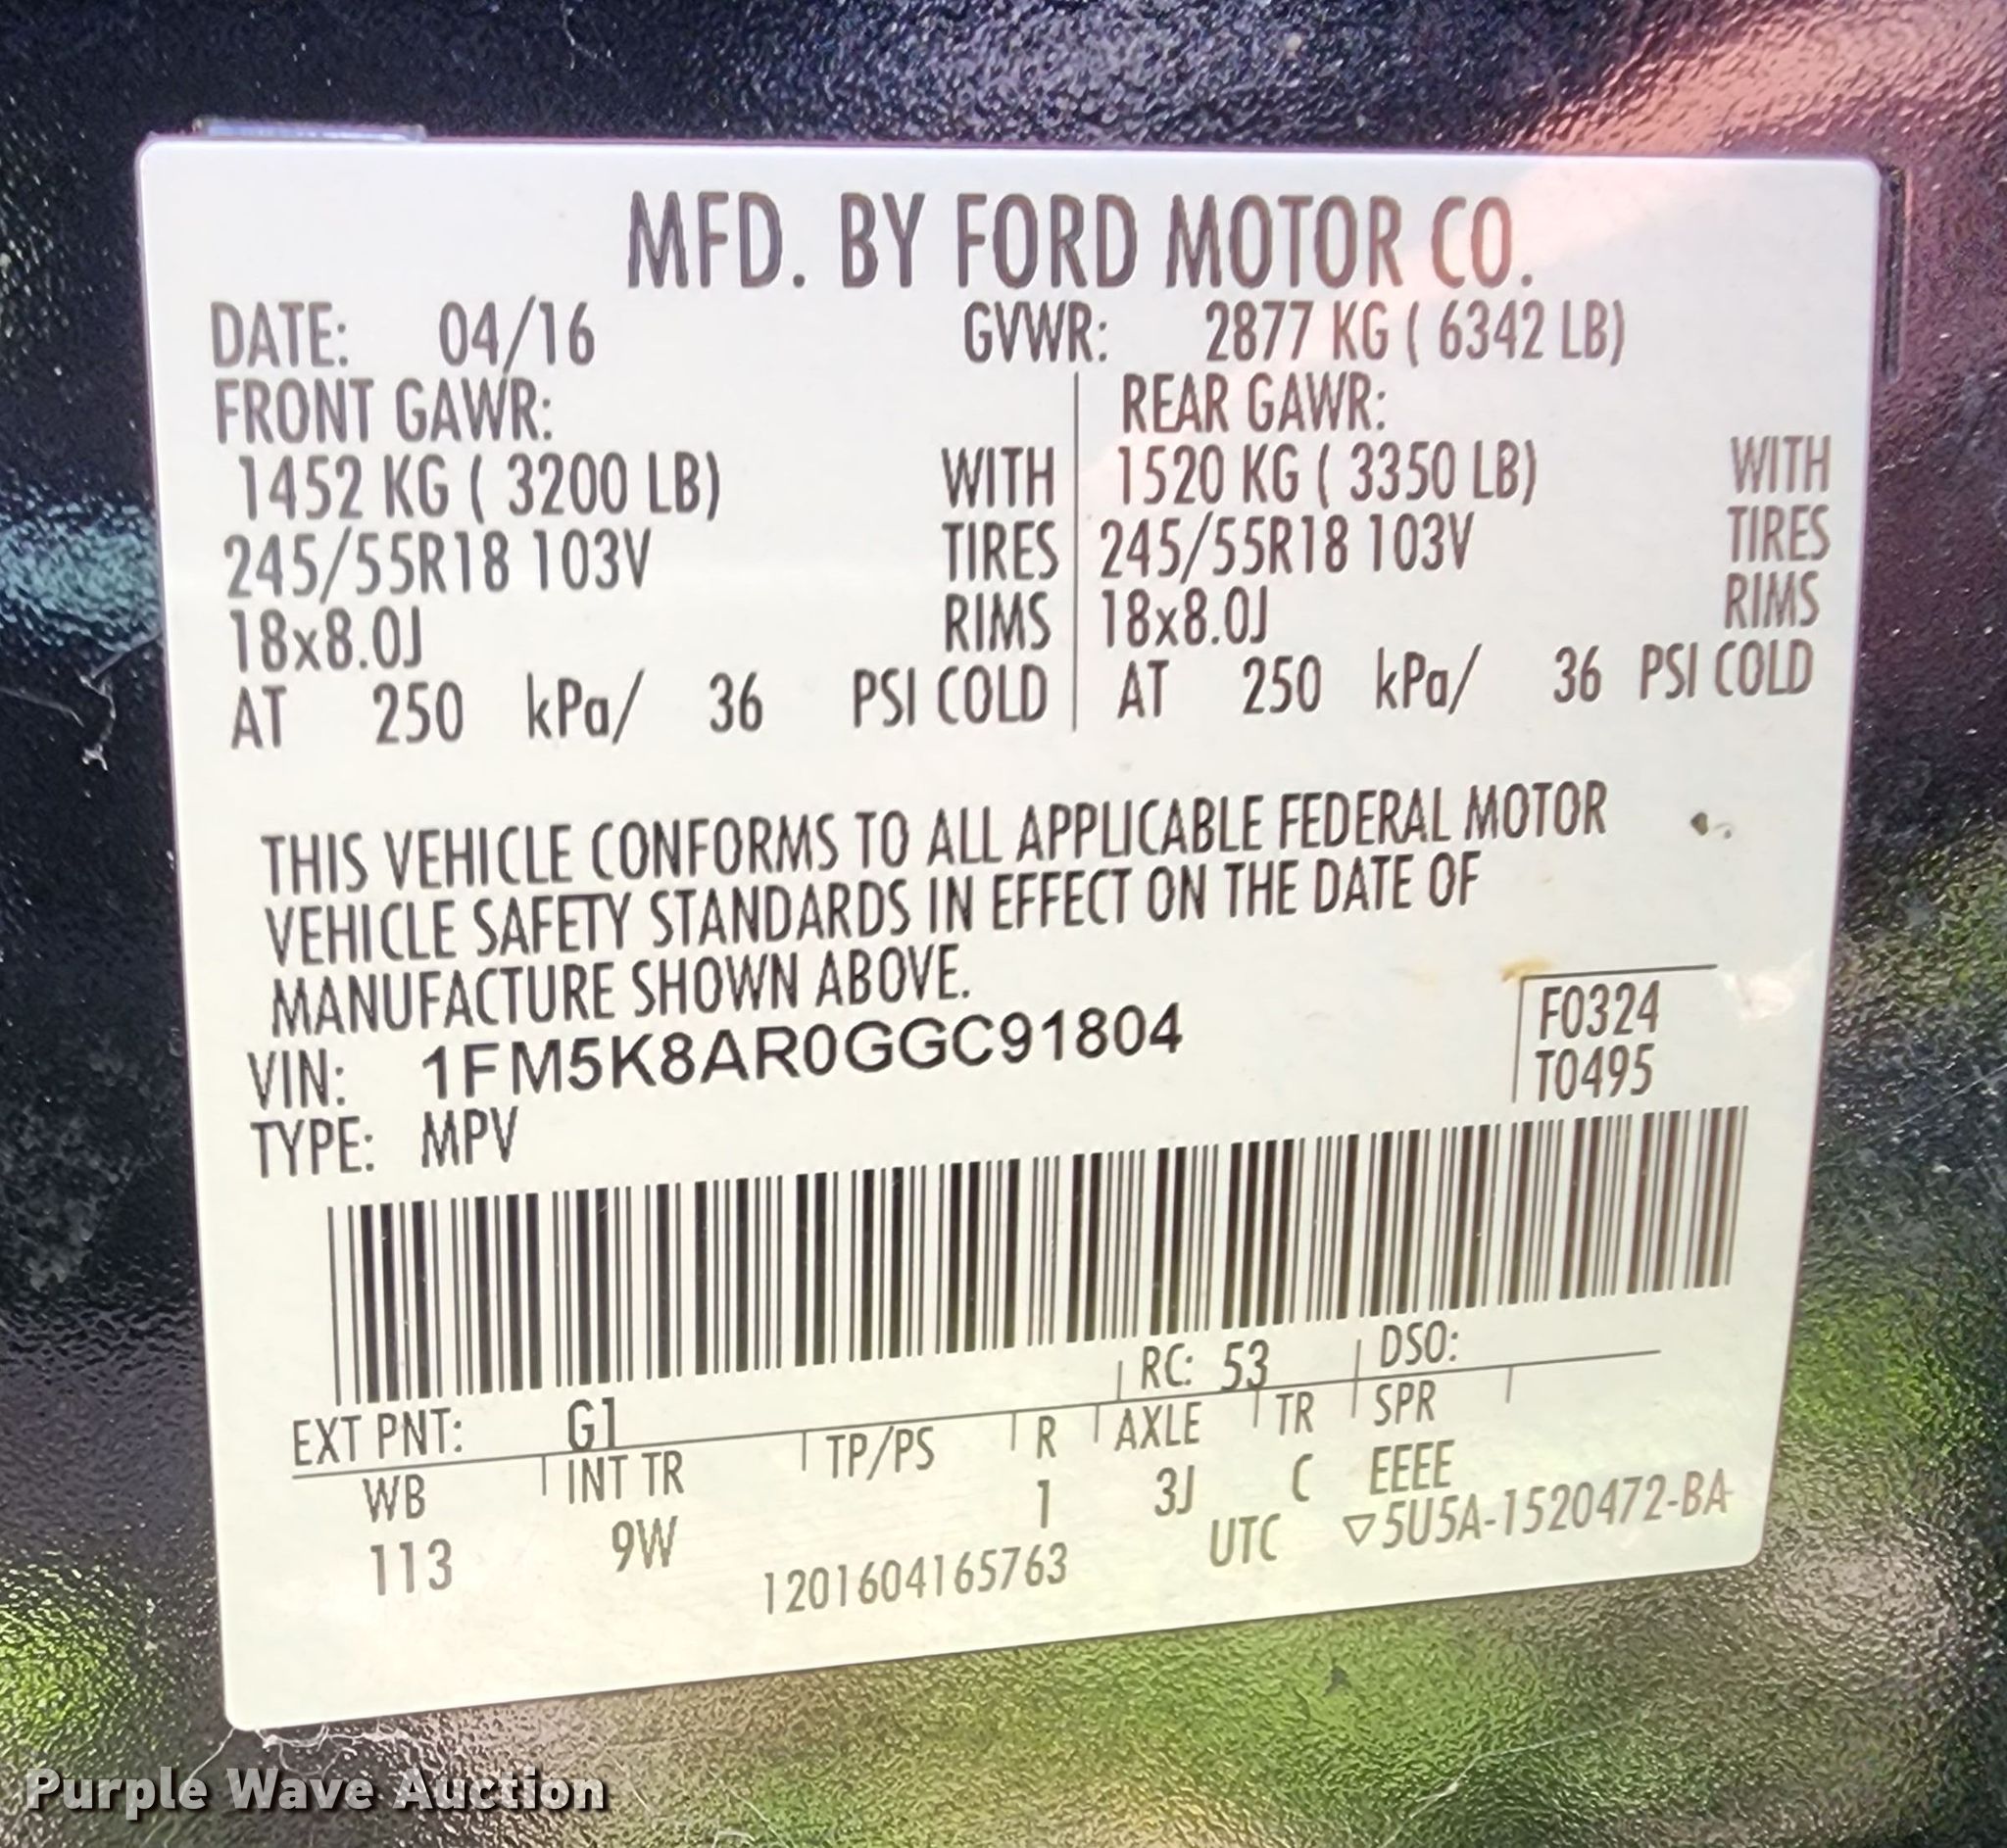 MFD. BY FORD MOTOR CO.
DATE: 04/16 GVWR: 2877 KG ( 6342 LB)
FRONT GAWR: REAR GAWR:
1452 KG ( 3200 LB) WITH 1520 KG ( 3350 LB) WITH
245/55R18 103V TIRES 245/55R18 103V TIRES
18x8.0J RIMS 18x8.0J RIMS
AT 250 kPa/ 36 PSI COLD AT 250 kPa/ 36 PSI COLD
THIS VEHICLE CONFORMS TO ALL APPLICABLE FEDERAL MOTOR
VEHICLE SAFETY STANDARDS IN EFFECT ON THE DATE OF
MANUFACTURE SHOWN ABOVE.
VIN: 1FM5K8AR0GGC91804 F0324
TYPE: MPV T0495
RC: 53 DSO:
EXT PNT: G1
WB INT TR TP/PS R AXLE TR SPR
113 9W 1 3J C EEEE
1201604165763 UTC ▽5U5A-1520472-BA
Purple Wave Auction